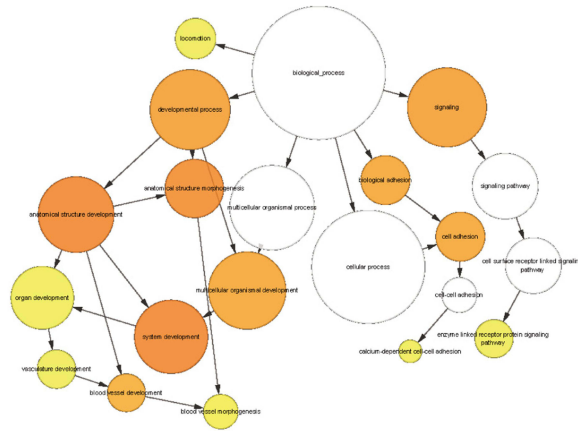 locomotion
biological_process
developmental process
signaling
anatomical structure morphogenesis
biological adhesion
signaling pathway
multicellular organismal process
anatomical structure development
cell adhesion
cellular process
cell surface receptor linked signaling
pathway
multicellular organismal development
cell-cell adhesion
organ development
system development
enzyme linked receptor protein signaling
pathway
calcium-dependent cell-cell adhesion
vasculature development
blood vessel development
blood vessel morphogenesis